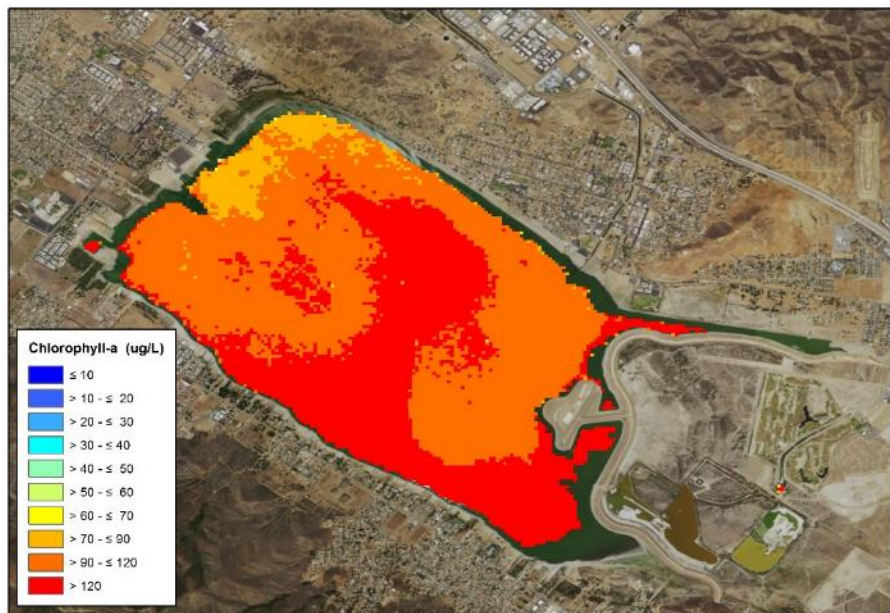 Chlorophyll-a (ug/L)
≤ 10
> 10 - ≤ 20
> 20 - ≤ 30
> 30 - ≤ 40
> 40 - ≤ 50
> 50 - ≤ 60
> 60 - ≤ 70
> 70 - ≤ 90
> 90 - ≤ 120
> 120